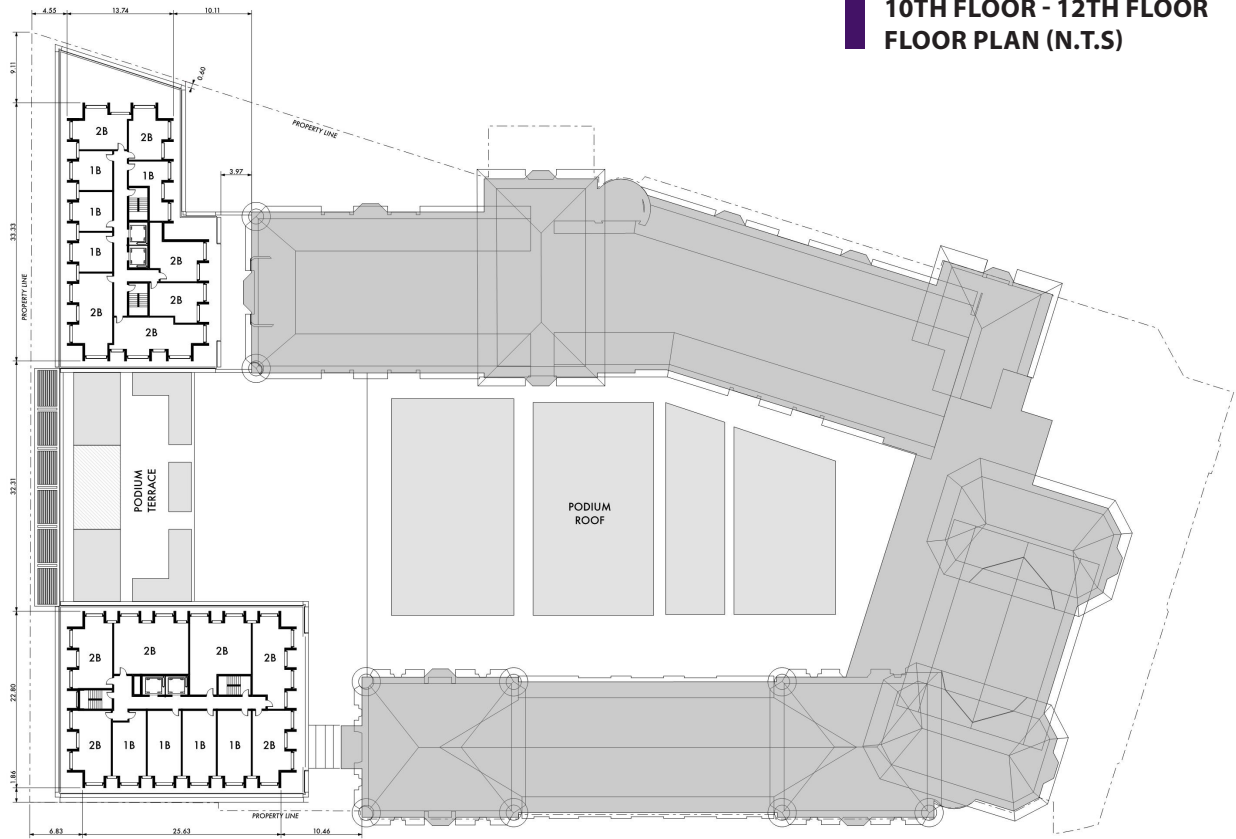 10TH FLOOR - 12TH FLOOR
FLOOR PLAN (N.T.S)
4.55
13.74
10.11
9.11
0.60
PROPERTY LINE
2B
2B
1B
1B
3.97
1B
33.33
1B
2B
PROPERTY LINE
2B
2B
2B
32.31
PODIUM
TERRACE
PODIUM
ROOF
2B
2B
2B
2B
22.80
2B
1B
1B
1B
1B
2B
1.86
PROPERTY LINE
6.83
25.63
10.46